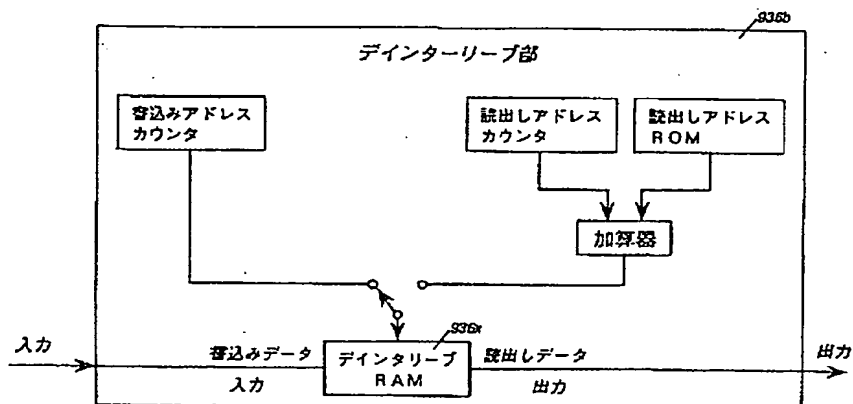 936b
デインターリーブ部
書込みアドレス
カウンタ
読出しアドレス
カウンタ
読出しアドレス
ROM
加算器
936x
入力
書込みデータ
入力
デインタリーブ
RAM
読出しデータ
出力
出力